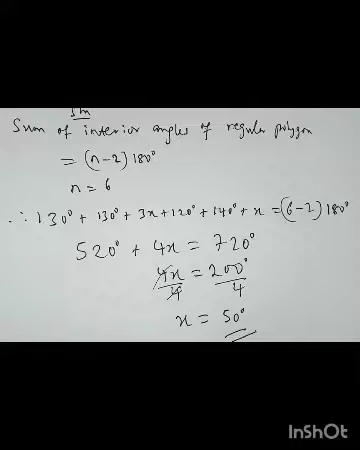 Sum of interior angles of regular polygon
= (n-2) 180°
n = 6
∴ 130° + 130° + 3x + 120° + 140° + x = (6-2) 180°
520° + 4x = 720°
4x/4 = 200°/4
x = 50°
InShOt